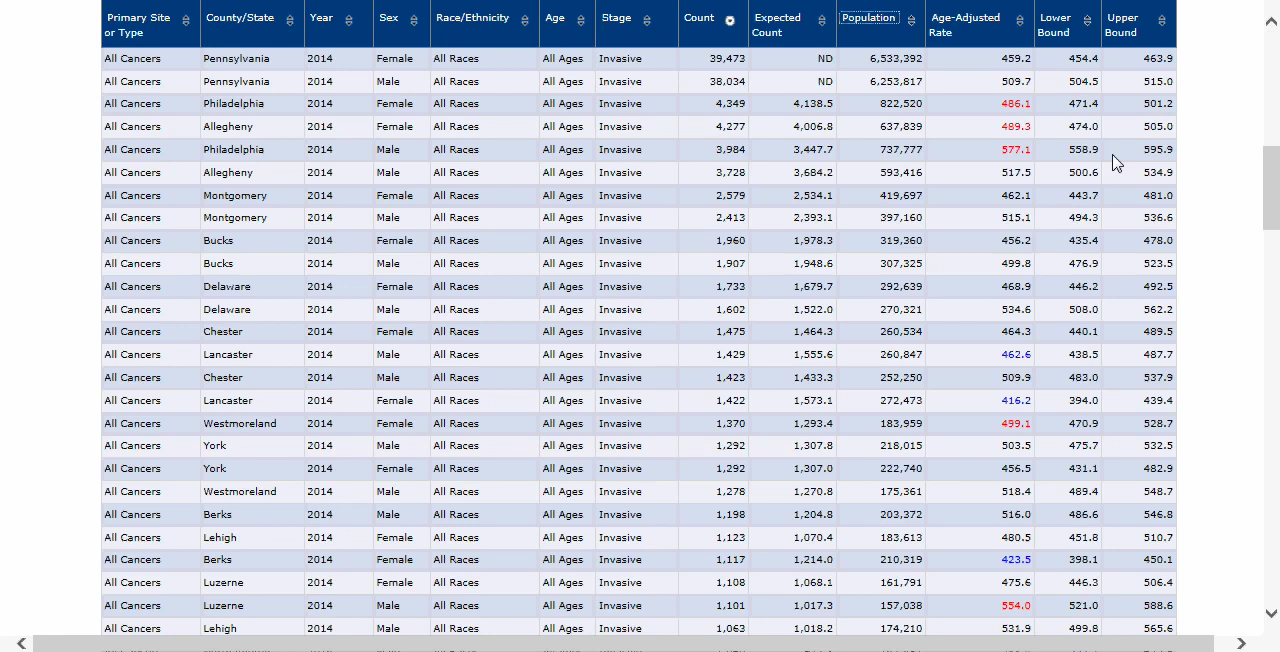 Primary Site or Type County/State Year Sex Race/Ethnicity Age Stage Count Expected Count Population Age-Adjusted Rate Lower Bound Upper Bound
All Cancers Pennsylvania 2014 Female All Races All Ages Invasive 39,473 ND 6,533,392 459.2 454.4 463.9
All Cancers Pennsylvania 2014 Male All Races All Ages Invasive 38,034 ND 6,253,817 509.7 504.5 515.0
All Cancers Philadelphia 2014 Female All Races All Ages Invasive 4,349 4,138.5 822,520 486.1 471.4 501.2
All Cancers Allegheny 2014 Female All Races All Ages Invasive 4,277 4,006.8 637,839 489.3 474.0 505.0
All Cancers Philadelphia 2014 Male All Races All Ages Invasive 3,984 3,447.7 737,777 577.1 558.9 595.9
All Cancers Allegheny 2014 Male All Races All Ages Invasive 3,728 3,684.2 593,416 517.5 500.6 534.9
All Cancers Montgomery 2014 Female All Races All Ages Invasive 2,579 2,534.1 419,697 462.1 443.7 481.0
All Cancers Montgomery 2014 Male All Races All Ages Invasive 2,413 2,393.1 397,160 515.1 494.3 536.6
All Cancers Bucks 2014 Female All Races All Ages Invasive 1,960 1,978.3 319,360 456.2 435.4 478.0
All Cancers Bucks 2014 Male All Races All Ages Invasive 1,907 1,948.6 307,325 499.8 476.9 523.5
All Cancers Delaware 2014 Female All Races All Ages Invasive 1,733 1,679.7 292,639 468.9 446.2 492.5
All Cancers Delaware 2014 Male All Races All Ages Invasive 1,602 1,522.0 270,321 534.6 508.0 562.2
All Cancers Chester 2014 Female All Races All Ages Invasive 1,475 1,464.3 260,534 464.3 440.1 489.5
All Cancers Lancaster 2014 Male All Races All Ages Invasive 1,429 1,555.6 260,847 462.6 438.5 487.7
All Cancers Chester 2014 Male All Races All Ages Invasive 1,423 1,433.3 252,250 509.9 483.0 537.9
All Cancers Lancaster 2014 Female All Races All Ages Invasive 1,422 1,573.1 272,473 416.2 394.0 439.4
All Cancers Westmoreland 2014 Female All Races All Ages Invasive 1,370 1,293.4 183,959 499.1 470.9 528.7
All Cancers York 2014 Male All Races All Ages Invasive 1,292 1,307.8 218,015 503.5 475.7 532.5
All Cancers York 2014 Female All Races All Ages Invasive 1,292 1,307.0 222,740 456.5 431.1 482.9
All Cancers Westmoreland 2014 Male All Races All Ages Invasive 1,278 1,270.8 175,361 518.4 489.4 548.7
All Cancers Berks 2014 Male All Races All Ages Invasive 1,198 1,204.8 203,372 516.0 486.6 546.8
All Cancers Lehigh 2014 Female All Races All Ages Invasive 1,123 1,070.4 183,613 480.5 451.8 510.7
All Cancers Berks 2014 Female All Races All Ages Invasive 1,117 1,214.0 210,319 423.5 398.1 450.1
All Cancers Luzerne 2014 Female All Races All Ages Invasive 1,108 1,068.1 161,791 475.6 446.3 506.4
All Cancers Luzerne 2014 Male All Races All Ages Invasive 1,101 1,017.3 157,038 554.0 521.0 588.6
All Cancers Lehigh 2014 Male All Races All Ages Invasive 1,063 1,018.2 174,210 531.9 499.8 565.6